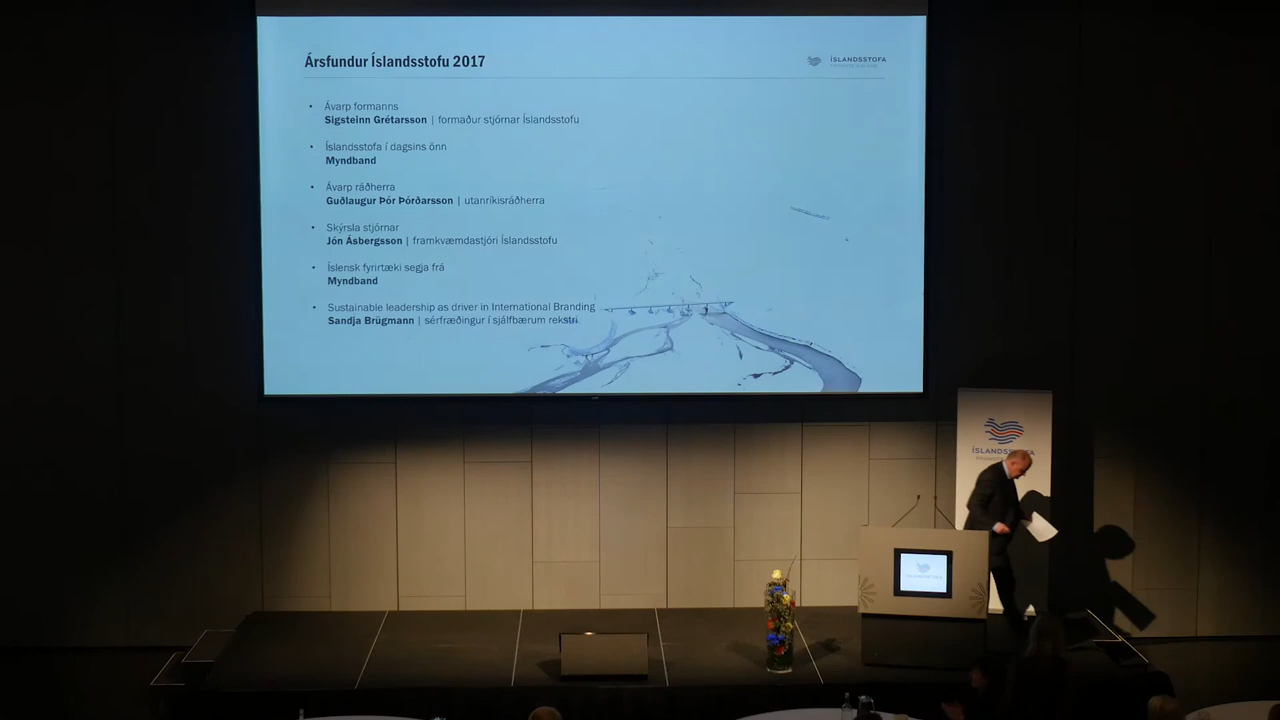 Ársfundur Íslandsstofu 2017
ÍSLANDSSTOFA
• Ávarp formanns
Sigsteinn Grétarsson | formaður stjórnar Íslandsstofu
• Íslandsstofa í dagsins önn
Myndband
• Ávarp ráðherra
Guðlaugur Þór Þórðarsson | utanríkisráðherra
• Skýrsla stjórnar
Jón Ásbergsson | framkvæmdastjóri Íslandsstofu
• Íslensk fyrirtæki segja frá
Myndband
• Sustainable leadership as driver in International Branding
Sandja Brügmann | sérfræðingur í sjálfbærum rekstri.